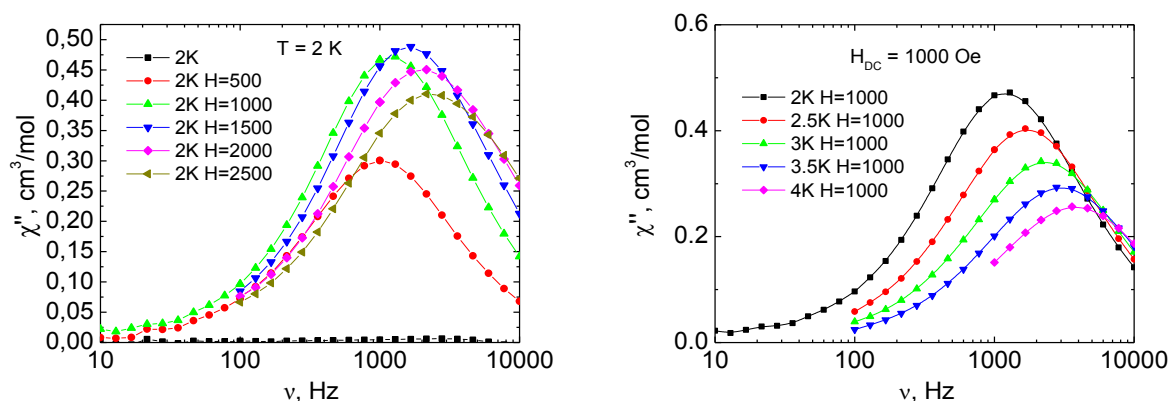 0,50
0,45
0,40
0,35
0,30
0,25
0,20
0,15
0,10
0,05
0,00
χ'', cm³/mol
T = 2 K
2K
2K H=500
2K H=1000
2K H=1500
2K H=2000
2K H=2500
10 100 1000 10000
ν, Hz
0.6
0.4
0.2
0.0
χ'', cm³/mol
H_DC = 1000 Oe
2K H=1000
2.5K H=1000
3K H=1000
3.5K H=1000
4K H=1000
10 100 1000 10000
ν, Hz